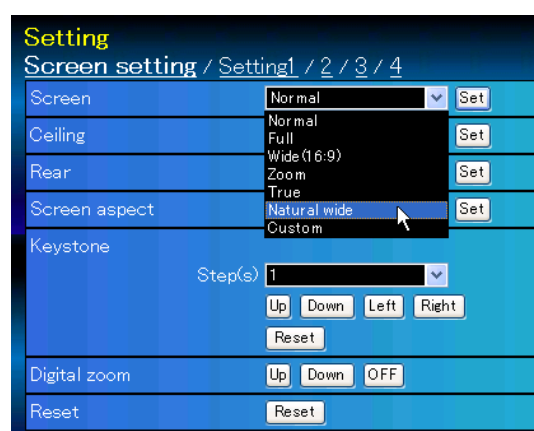 Setting
Screen setting / Setting1 / 2 / 3 / 4
Screen Normal Set
Normal
Ceiling Full Set
Wide(16:9)
Rear Zoom Set
True
Screen aspect Natural wide Set
Custom
Keystone
Step(s) 1
Up Down Left Right
Reset
Digital zoom Up Down OFF
Reset Reset